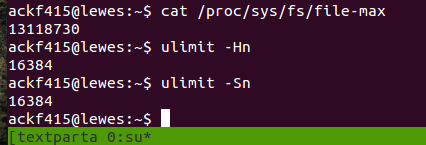 ackf415@lewes:~$ cat /proc/sys/fs/file-max
13118730
ackf415@lewes:~$ ulimit -Hn
16384
ackf415@lewes:~$ ulimit -Sn
16384
ackf415@lewes:~$
[textparta 0:su*